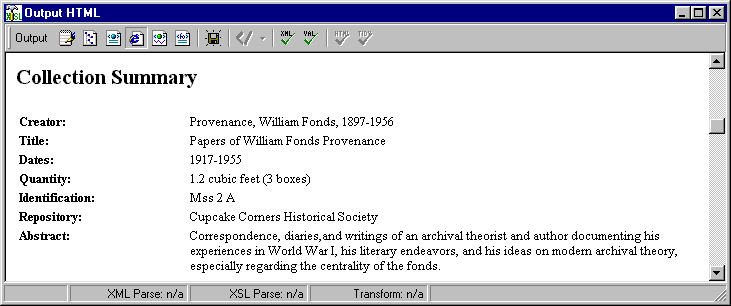 Output HTML
Output XML VAL HTML TIDY
Collection Summary
Creator: Provenance, William Fonds, 1897-1956
Title: Papers of William Fonds Provenance
Dates: 1917-1955
Quantity: 1.2 cubic feet (3 boxes)
Identification: Mss 2 A
Repository: Cupcake Corners Historical Society
Abstract: Correspondence, diaries,and writings of an archival theorist and author documenting his
experiences in World War I, his literary endeavors, and his ideas on modern archival theory,
especially regarding the centrality of the fonds.
XML Parse: n/a XSL Parse: n/a Transform: n/a